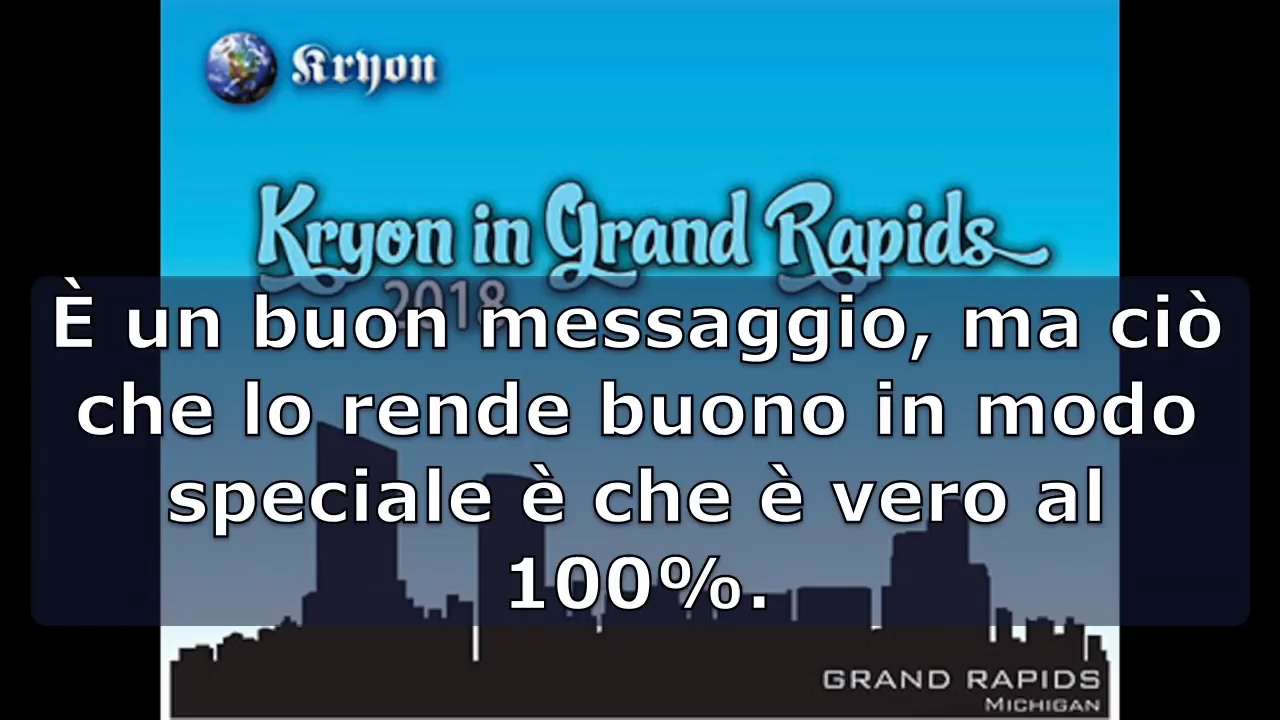 Kryon
Kryon in Grand Rapids
2018
È un buon messaggio, ma ciò
che lo rende buono in modo
speciale è che è vero al
100%.
GRAND RAPIDS
MICHIGAN